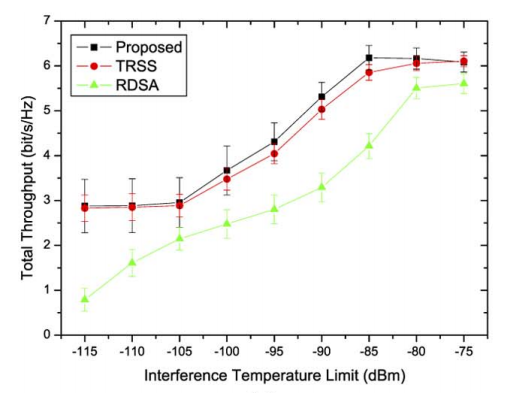 7
6
5
4
3
2
1
0
Total Throughput (bit/s/Hz)
Proposed
TRSS
RDSA
-115 -110 -105 -100 -95 -90 -85 -80 -75
Interference Temperature Limit (dBm)